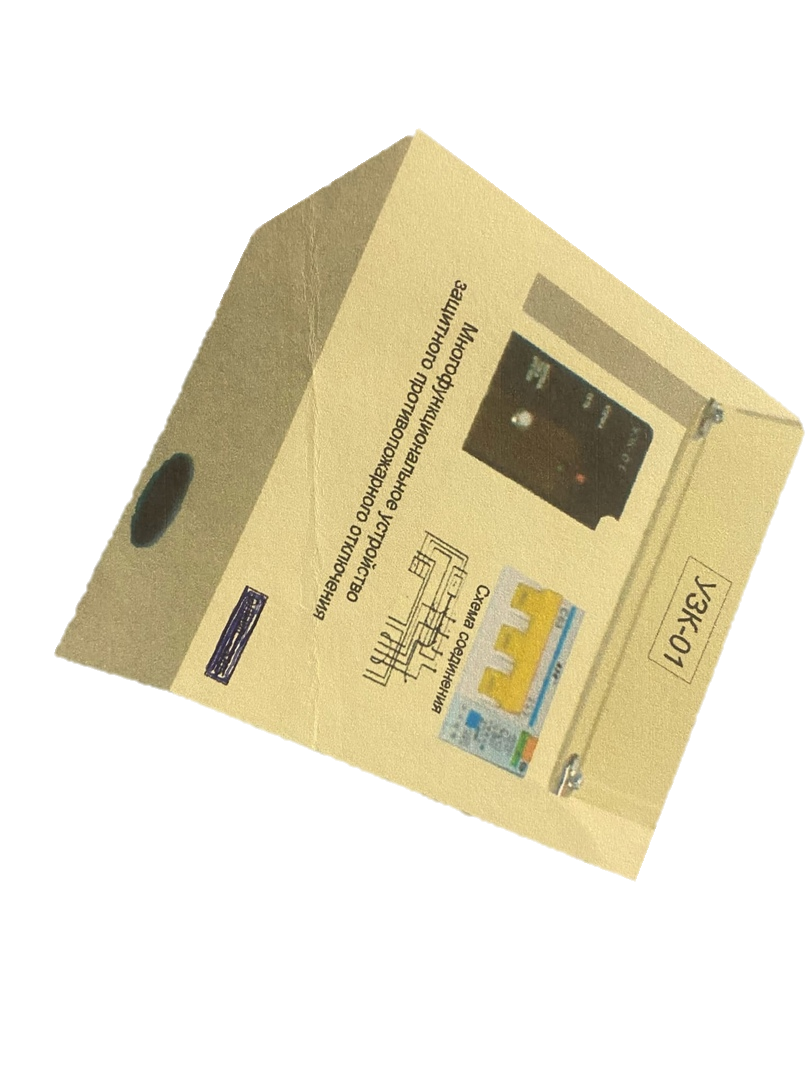 УЗК-01
Многофункциональное устройство
защитного противопожарного отключения
Схема соединения